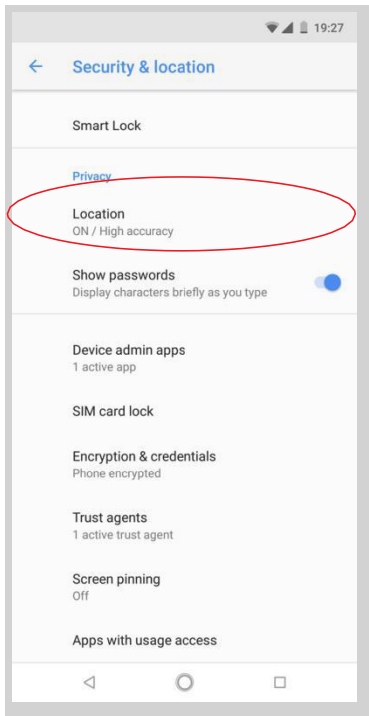 19:27
Security & location
Smart Lock
Privacy
Location
ON / High accuracy
Show passwords
Display characters briefly as you type
Device admin apps
1 active app
SIM card lock
Encryption & credentials
Phone encrypted
Trust agents
1 active trust agent
Screen pinning
Off
Apps with usage access